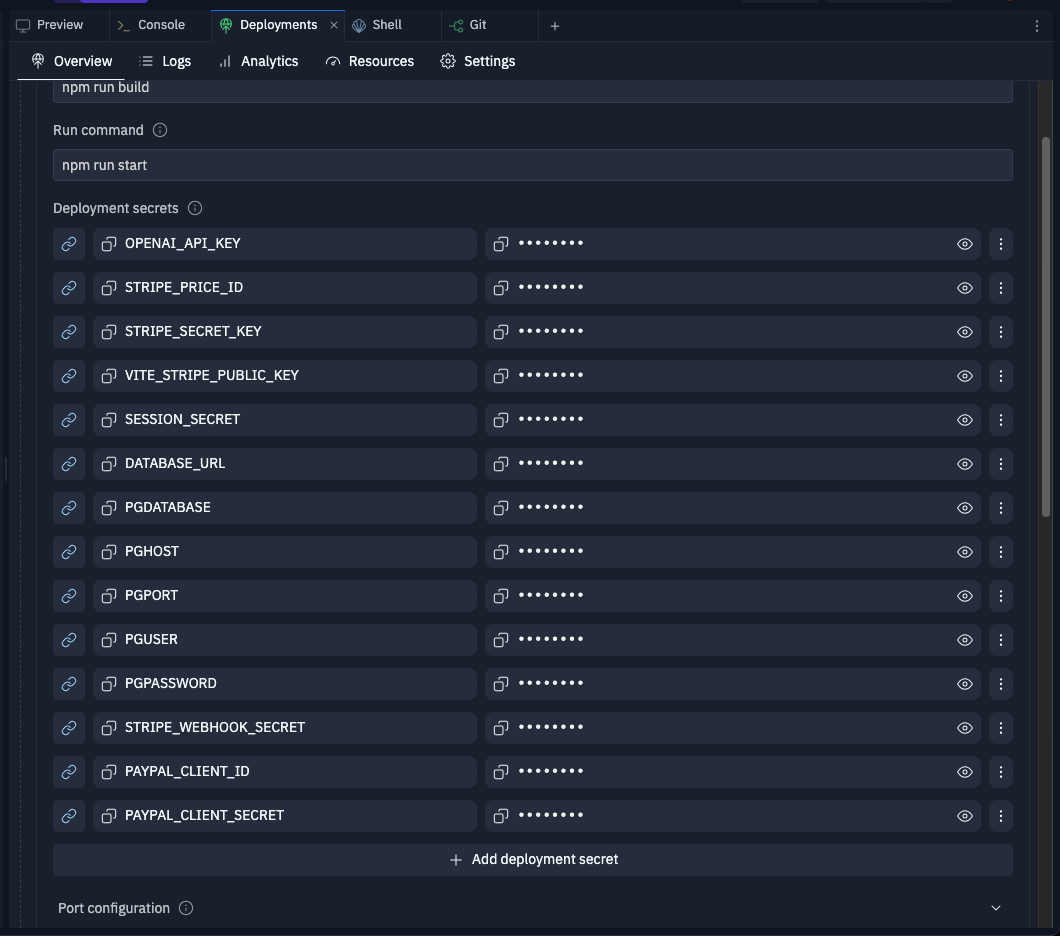 Preview
Console
Deployments
Shell
Git
Overview
Logs
Analytics
Resources
Settings
npm run build
Run command
npm run start
Deployment secrets
OPENAI_API_KEY ••••••••
STRIPE_PRICE_ID ••••••••
STRIPE_SECRET_KEY ••••••••
VITE_STRIPE_PUBLIC_KEY ••••••••
SESSION_SECRET ••••••••
DATABASE_URL ••••••••
PGDATABASE ••••••••
PGHOST ••••••••
PGPORT ••••••••
PGUSER ••••••••
PGPASSWORD ••••••••
STRIPE_WEBHOOK_SECRET ••••••••
PAYPAL_CLIENT_ID ••••••••
PAYPAL_CLIENT_SECRET ••••••••
+ Add deployment secret
Port configuration